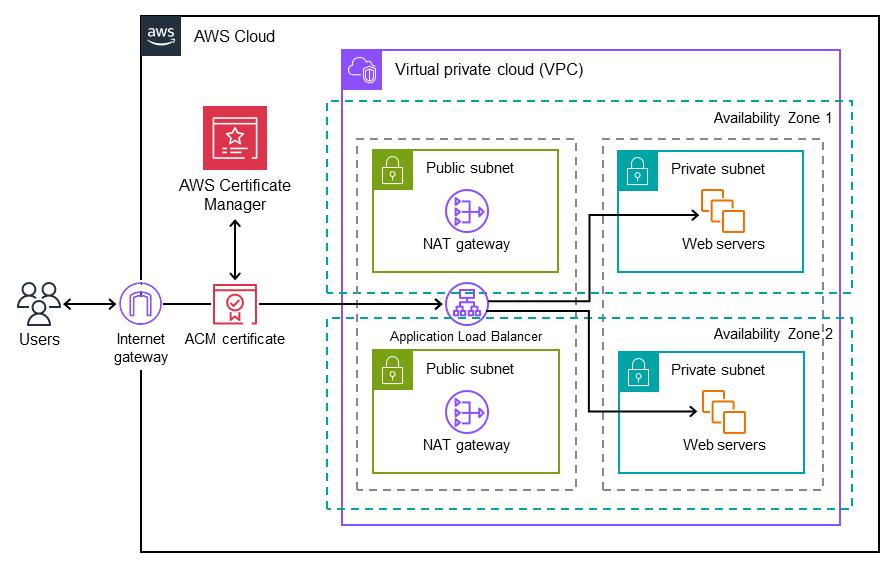 aws
AWS Cloud
Virtual private cloud (VPC)
Availability Zone 1
AWS Certificate
Manager
Public subnet
NAT gateway
Private subnet
Web servers
Users
Internet
gateway
ACM certificate
Application Load Balancer
Availability Zone 2
Public subnet
NAT gateway
Private subnet
Web servers